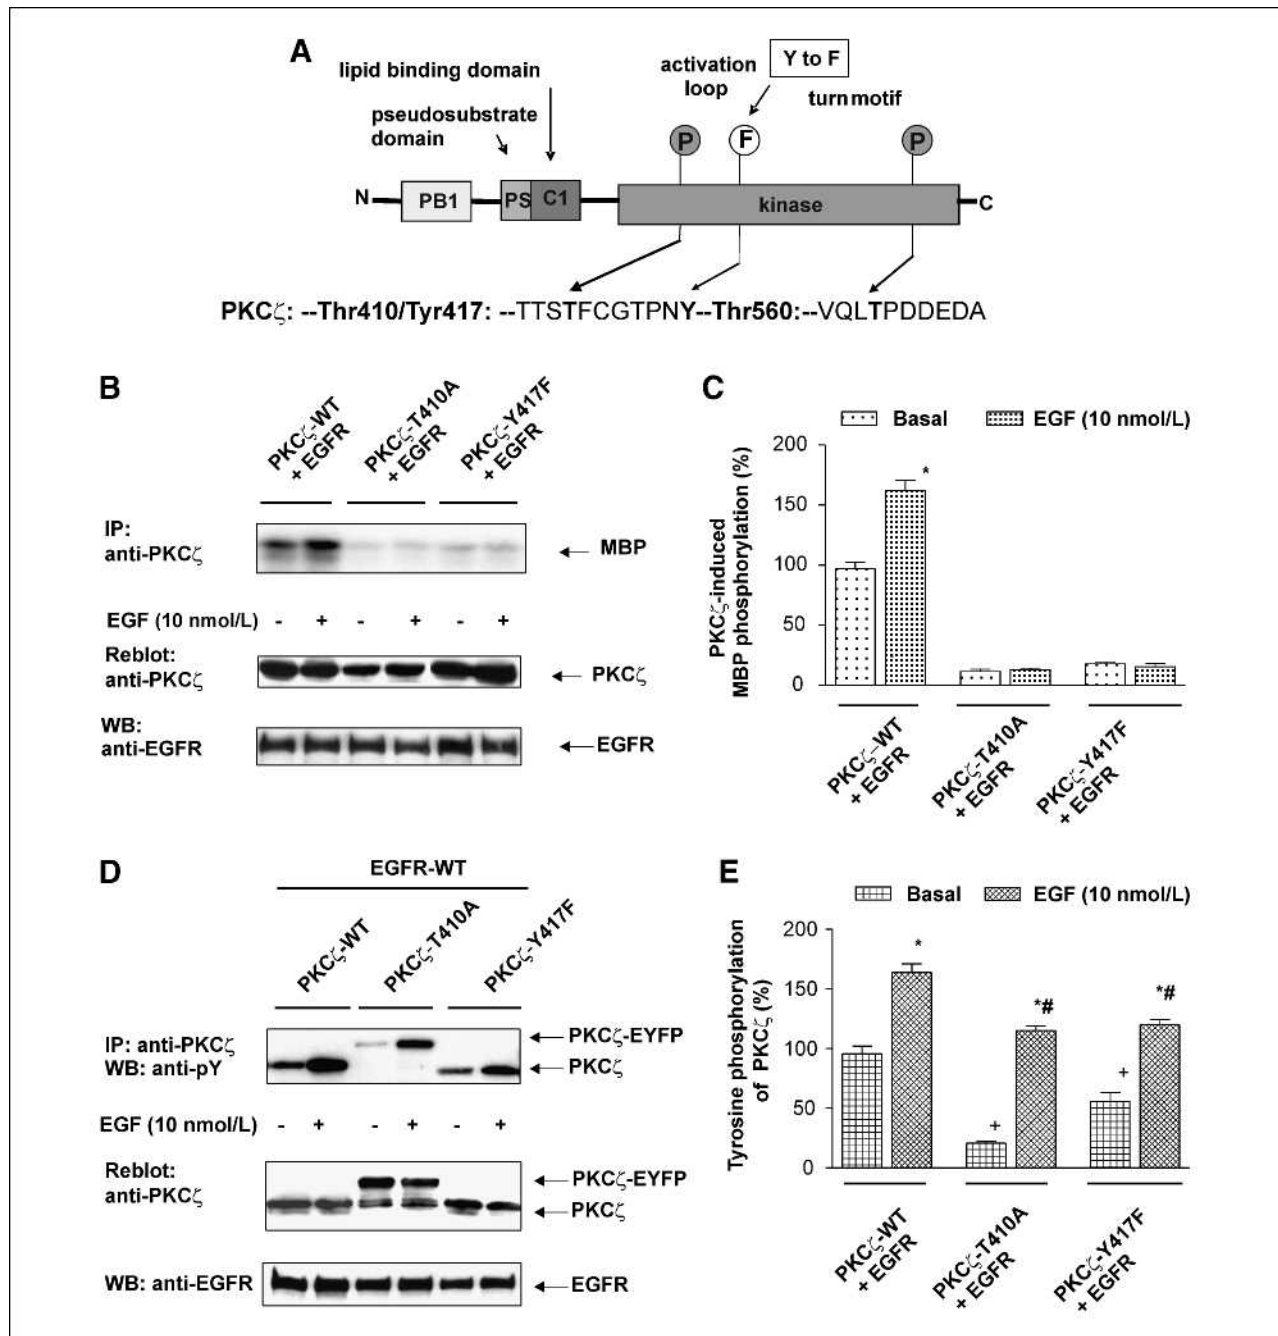 A
lipid binding domain
pseudosubstrate
domain
activation
loop
Y to F
turn motif
P
F
P
N
PB1
PS
C1
kinase
C
PKCζ: --Thr410/Tyr417: --TTSTFCGTPNY--Thr560:--VQLTPDDEDA
B
PKCζ-WT
+ EGFR
PKCζ-T410A
+ EGFR
PKCζ-Y417F
+ EGFR
IP:
anti-PKCζ
MBP
EGF (10 nmol/L) - + - + - +
Reblot:
anti-PKCζ
PKCζ
WB:
anti-EGFR
EGFR
C
Basal
EGF (10 nmol/L)
PKCζ-induced
MBP phosphorylation (%)
200
150
100
50
0
*
PKCζ-WT
+ EGFR
PKCζ-T410A
+ EGFR
PKCζ-Y417F
+ EGFR
D
EGFR-WT
PKCζ-WT
PKCζ-T410A
PKCζ-Y417F
IP: anti-PKCζ
WB: anti-pY
PKCζ-EYFP
PKCζ
EGF (10 nmol/L) - + - + - +
Reblot:
anti-PKCζ
PKCζ-EYFP
PKCζ
WB: anti-EGFR
EGFR
E
Basal
EGF (10 nmol/L)
Tyrosine phosphorylation
of PKCζ (%)
200
150
100
50
0
*
+
*#
+
*#
PKCζ-WT
+ EGFR
PKCζ-T410A
+ EGFR
PKCζ-Y417F
+ EGFR